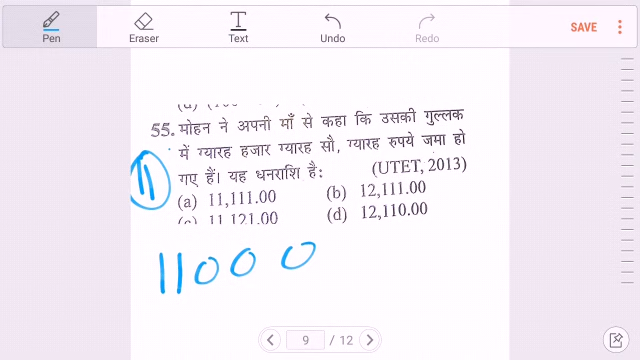 Pen Eraser Text Undo Redo SAVE
55. मोहन ने अपनी माँ से कहा कि उसकी गुल्लक
में ग्यारह हजार ग्यारह सौ, ग्यारह रुपये जमा हो
गए हैं। यह धनराशि है: (UTET, 2013)
11
(a) 11,111.00 (b) 12,111.00
(c) 11,121.00 (d) 12,110.00
11000
9 / 12